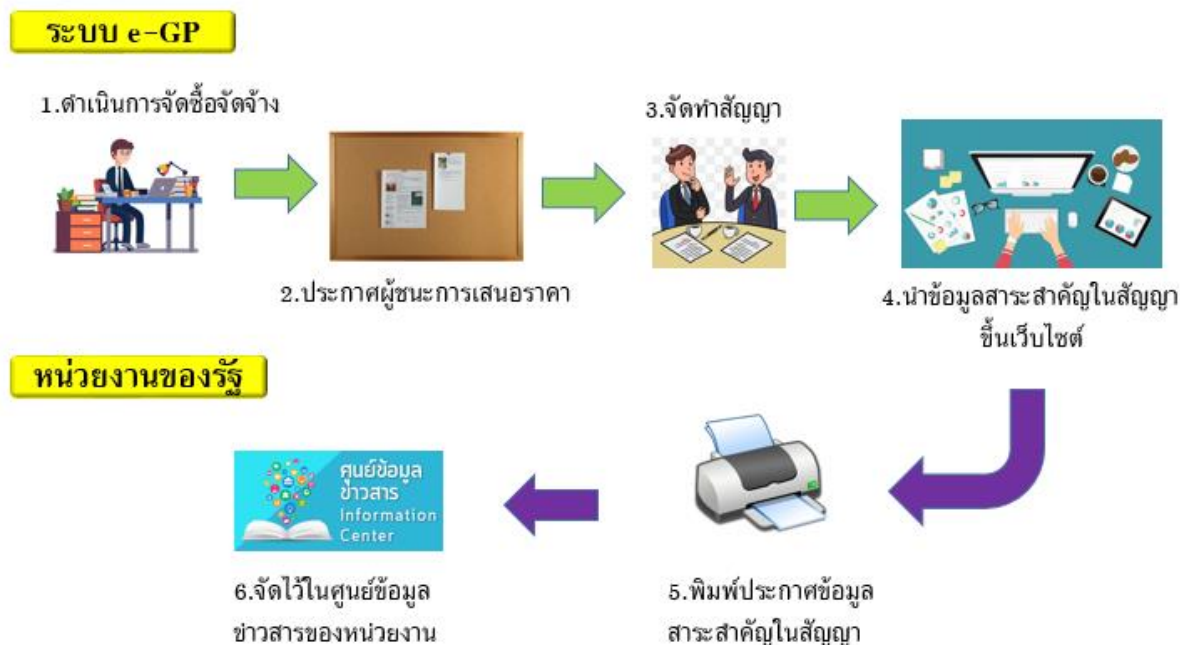 ระบบ e-GP
1.ดำเนินการจัดซื้อจัดจ้าง
2.ประกาศผู้ชนะการเสนอราคา
3.จัดทำสัญญา
4.นำข้อมูลสาระสำคัญในสัญญา
ขึ้นเว็บไซต์
หน่วยงานของรัฐ
5.พิมพ์ประกาศข้อมูล
สาระสำคัญในสัญญา
ศูนย์ข้อมูล
ข่าวสาร
Information
Center
6.จัดไว้ในศูนย์ข้อมูล
ข่าวสารของหน่วยงาน